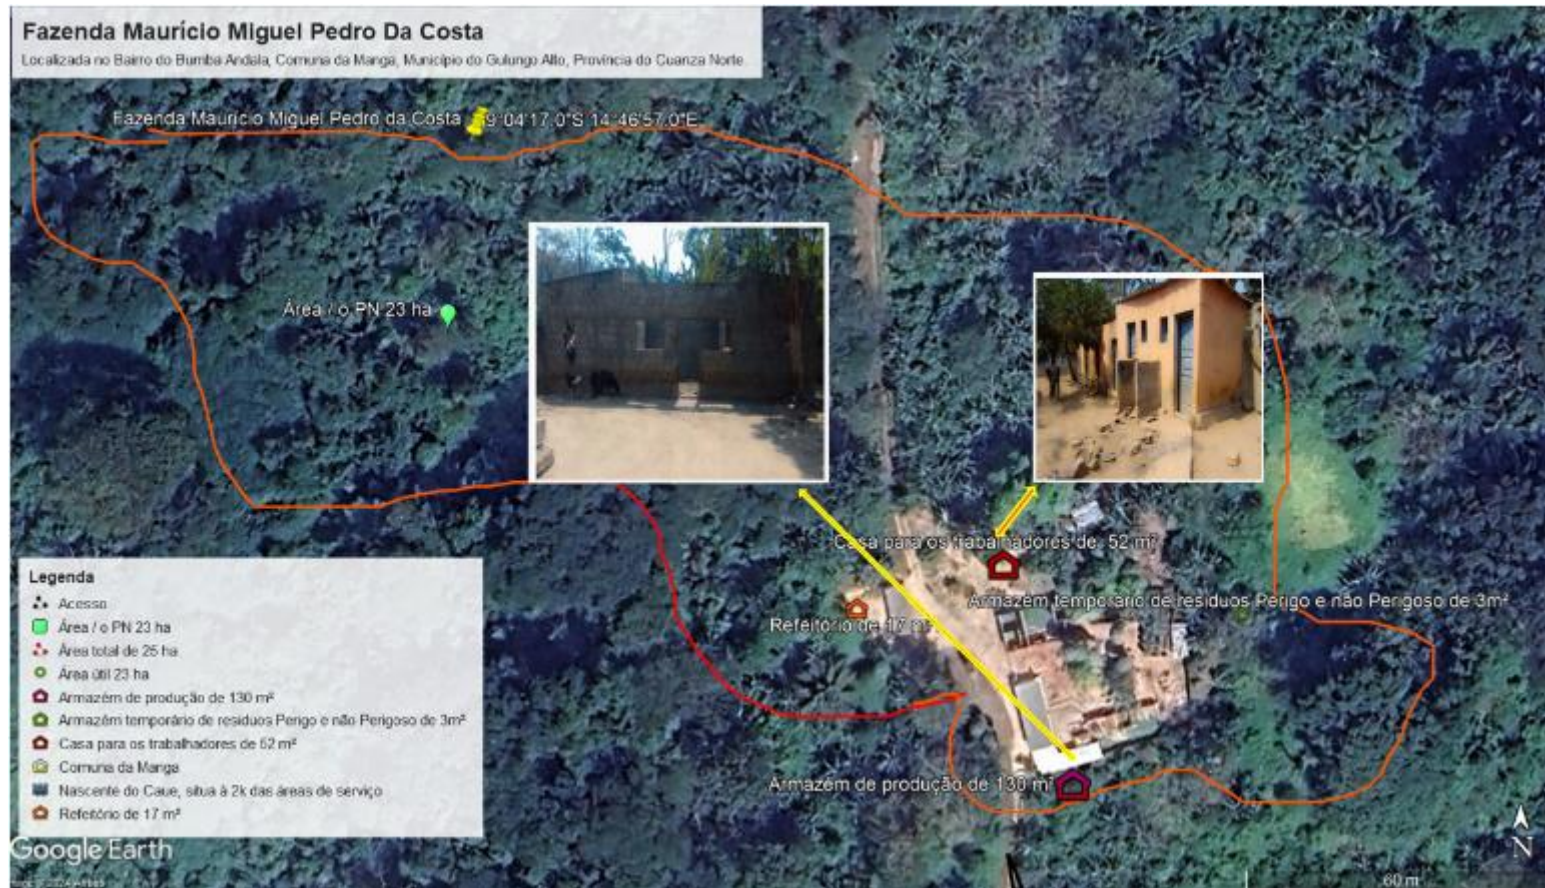 Fazenda Maurício Miguel Pedro Da Costa
Localizada no Bairro do Bumba Andala, Comuna da Manga, Município do Gulungo Alto, Província do Cuanza Norte.
Fazenda Maurício Miguel Pedro da Costa 9°04'17.0"S 14°46'57.0"E
Área / o PN 23 ha
Casa para os trabalhadores de 52 m²
Armazém temporário de resíduos Perigo e não Perigoso de 3m²
Refeitório de 17 m²
Armazém de produção de 130 m²
Legenda
Acesso
Área / o PN 23 ha
Área total de 25 ha
Área útil 23 ha
Armazém de produção de 130 m²
Armazém temporário de resíduos Perigo e não Perigoso de 3m²
Casa para os trabalhadores de 52 m²
Comuna da Manga
Nascente do Caue, situa à 2k das áreas de serviço
Refeitório de 17 m²
Google Earth
N
60 m